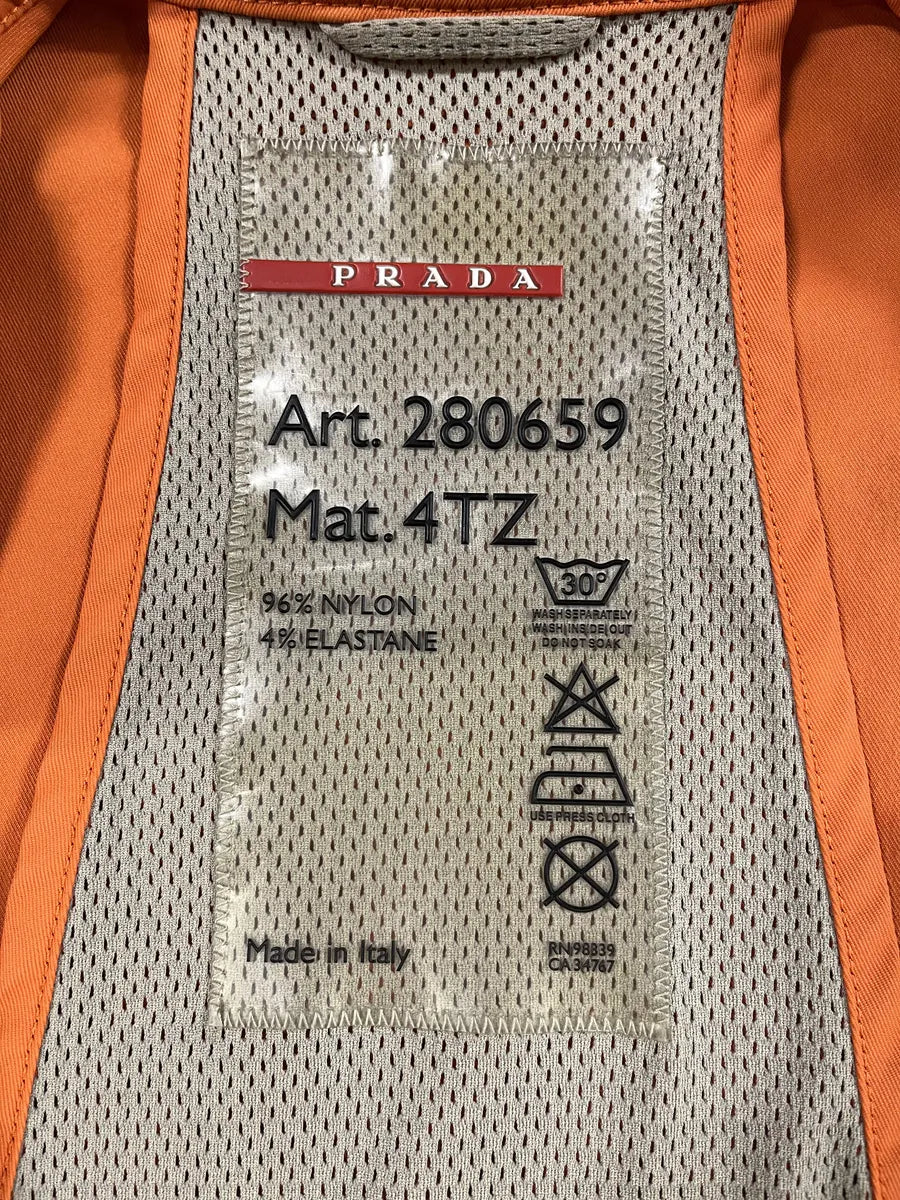 PRADA
Art. 280659
Mat. 4TZ
96% NYLON
4% ELASTANE
30°
WASH SEPARATELY
WASH INSIDE OUT
DO NOT SOAK
USE PRESS CLOTH
Made in Italy
RN98339
CA34767